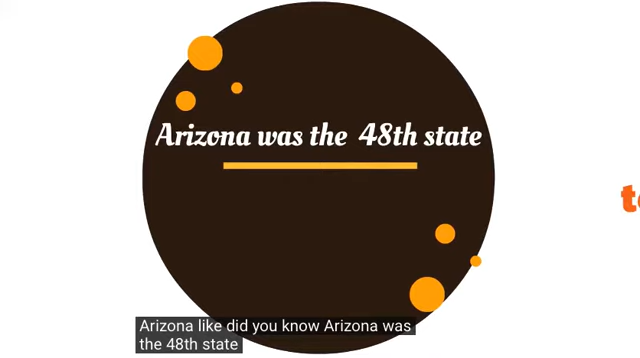 Arizona was the 48th state
Arizona like did you know Arizona was
the 48th state